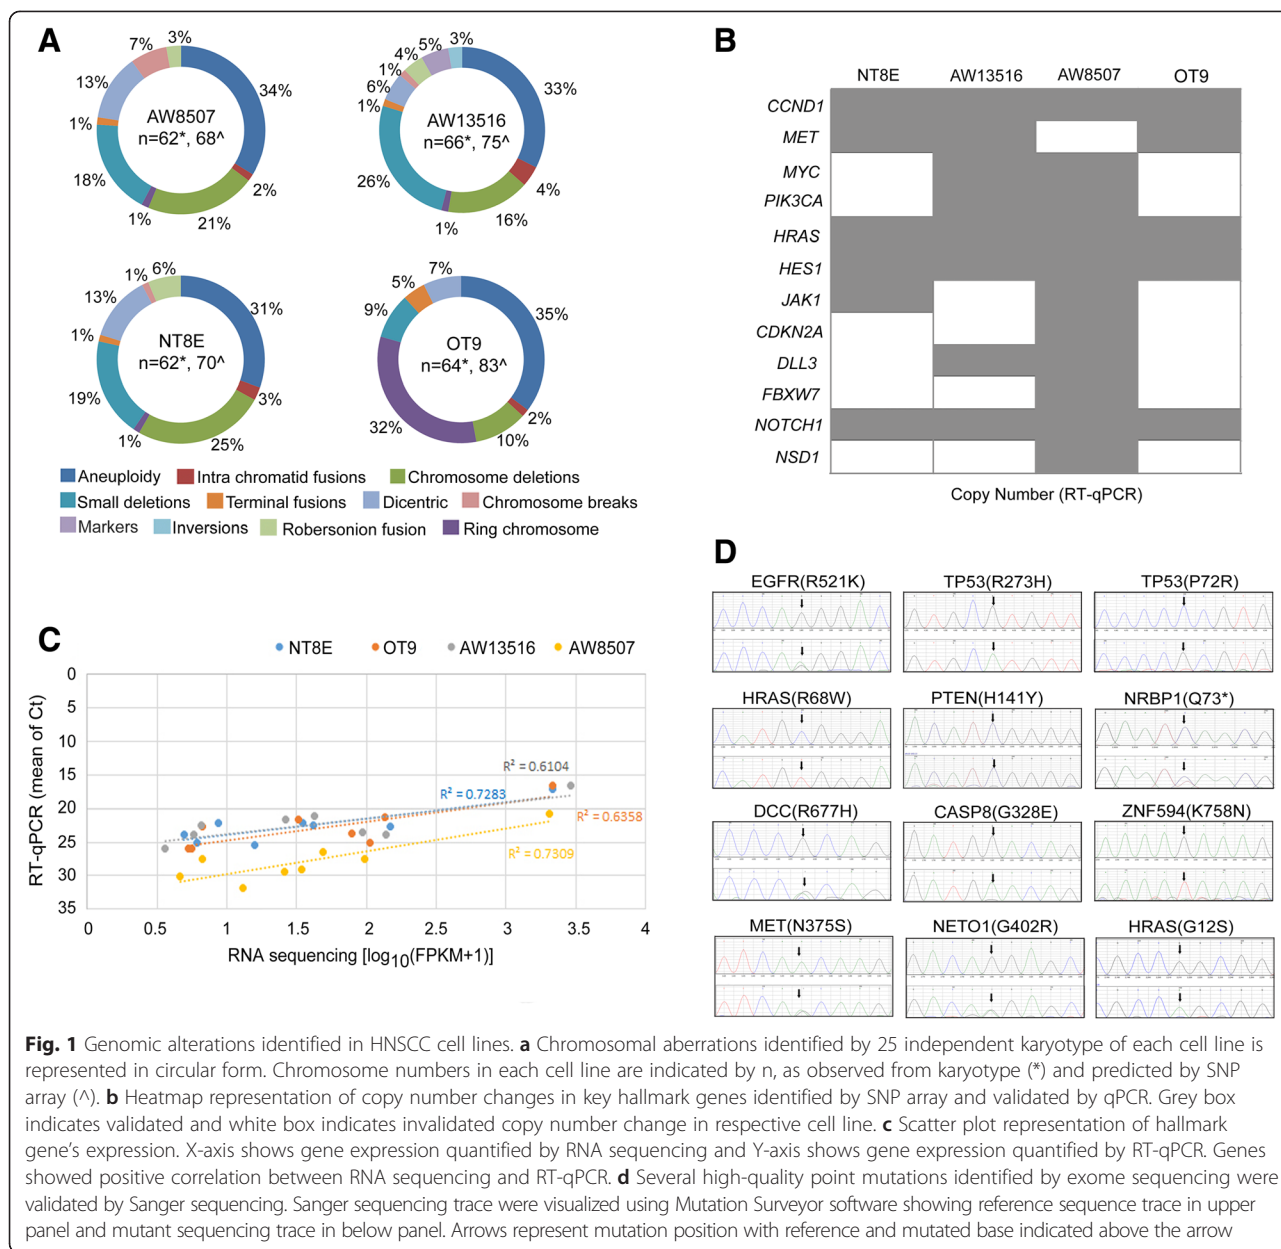 A
3%
7%
13%
34%
AW8507
n=62*, 68^
1%
18%
2%
1%
21%
5%
3%
4%
1%
6%
33%
1%
AW13516
n=66*, 75^
26%
4%
1%
16%
1%
6%
13%
31%
1%
NT8E
n=62*, 70^
19%
3%
1%
25%
7%
5%
9%
35%
OT9
n=64*, 83^
32%
2%
10%
Aneuploidy Intra chromatid fusions Chromosome deletions
Small deletions Terminal fusions Dicentric Chromosome breaks
Markers Inversions Robersonion fusion Ring chromosome
B
NT8E AW13516 AW8507 OT9
CCND1
MET
MYC
PIK3CA
HRAS
HES1
JAK1
CDKN2A
DLL3
FBXW7
NOTCH1
NSD1
Copy Number (RT-qPCR)
C
NT8E OT9 AW13516 AW8507
RT-qPCR (mean of Ct)
0
5
10
15
20
25
30
35
R² = 0.6104
R² = 0.7283
R² = 0.6358
R² = 0.7309
0 0.5 1 1.5 2 2.5 3 3.5 4
RNA sequencing [log10(FPKM+1)]
D
EGFR(R521K) TP53(R273H) TP53(P72R)
HRAS(R68W) PTEN(H141Y) NRBP1(Q73*)
DCC(R677H) CASP8(G328E) ZNF594(K758N)
MET(N375S) NETO1(G402R) HRAS(G12S)
Fig. 1 Genomic alterations identified in HNSCC cell lines. a Chromosomal aberrations identified by 25 independent karyotype of each cell line is
represented in circular form. Chromosome numbers in each cell line are indicated by n, as observed from karyotype (*) and predicted by SNP
array (^). b Heatmap representation of copy number changes in key hallmark genes identified by SNP array and validated by qPCR. Grey box
indicates validated and white box indicates invalidated copy number change in respective cell line. c Scatter plot representation of hallmark
gene's expression. X-axis shows gene expression quantified by RNA sequencing and Y-axis shows gene expression quantified by RT-qPCR. Genes
showed positive correlation between RNA sequencing and RT-qPCR. d Several high-quality point mutations identified by exome sequencing were
validated by Sanger sequencing. Sanger sequencing trace were visualized using Mutation Surveyor software showing reference sequence trace in upper
panel and mutant sequencing trace in below panel. Arrows represent mutation position with reference and mutated base indicated above the arrow